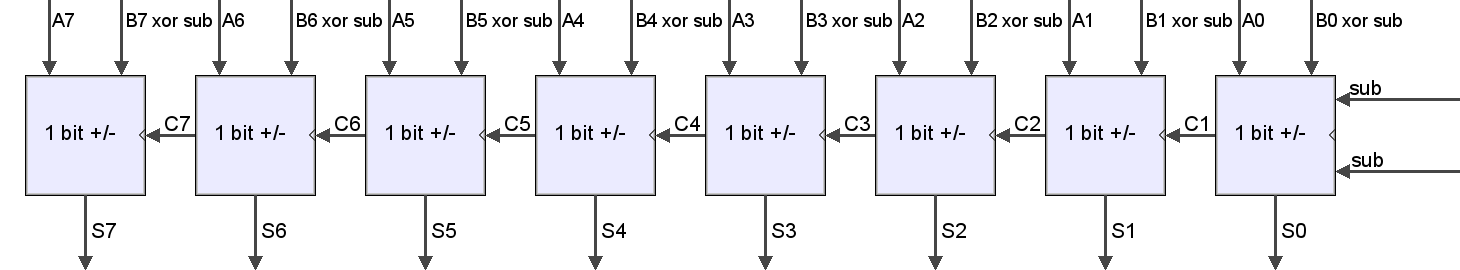 A7 B7 xor sub A6 B6 xor sub A5 B5 xor sub A4 B4 xor sub A3 B3 xor sub A2 B2 xor sub A1 B1 xor sub A0 B0 xor sub
sub
1 bit +/- C7 1 bit +/- C6 1 bit +/- C5 1 bit +/- C4 1 bit +/- C3 1 bit +/- C2 1 bit +/- C1 1 bit +/-
sub
S7 S6 S5 S4 S3 S2 S1 S0